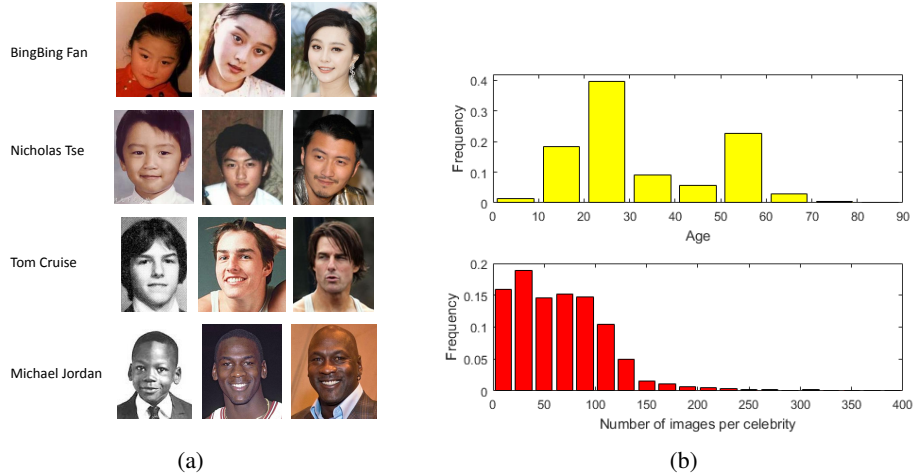 BingBing Fan
Nicholas Tse
Tom Cruise
Michael Jordan
(a)
0.4
0.3
0.2
0.1
0
Frequency
0 10 20 30 40 50 60 70 80 90
Age
0.2
0.15
0.1
0.05
0
Frequency
0 50 100 150 200 250 300 350 400
Number of images per celebrity
(b)